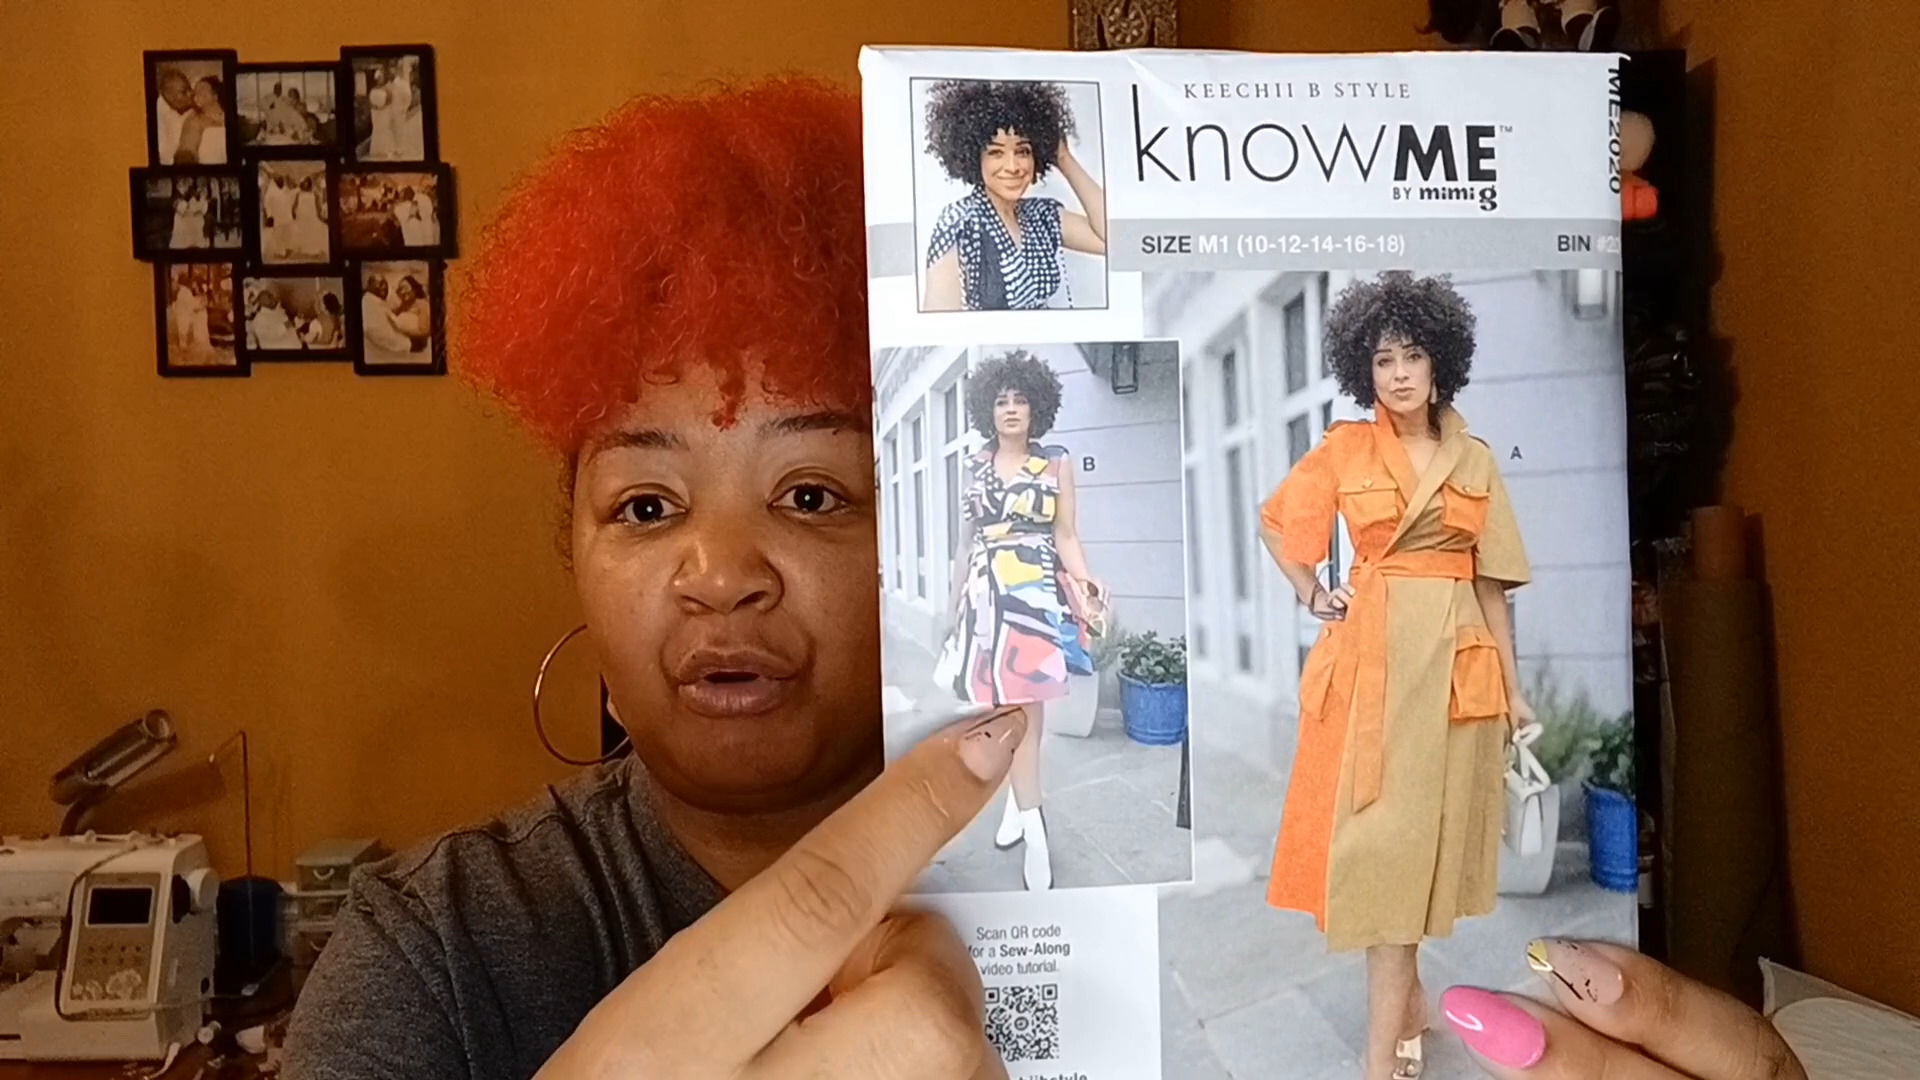 KEECHII B STYLE
knowME™
BY mimi g
ME2020
SIZE M1 (10-12-14-16-18)
BIN
B
A
Scan QR code
for a Sew-Along
video tutorial.